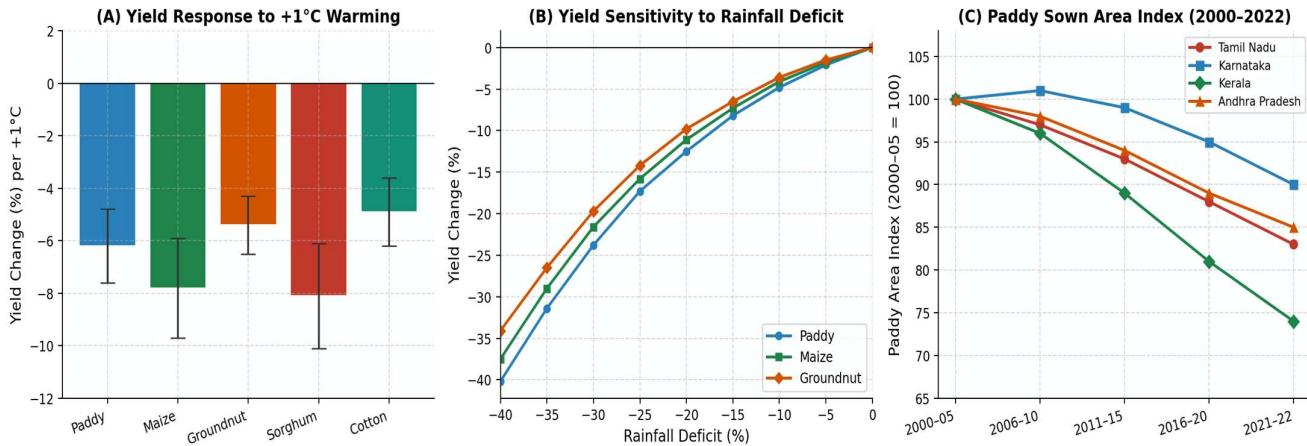 (A) Yield Response to +1°C Warming
Yield Change (%) per +1°C
2
0
−2
−4
−6
−8
−10
−12
Paddy
Maize
Groundnut
Sorghum
Cotton
(B) Yield Sensitivity to Rainfall Deficit
Yield Change (%)
0
−5
−10
−15
−20
−25
−30
−35
−40
Paddy
Maize
Groundnut
−40 −35 −30 −25 −20 −15 −10 −5 0
Rainfall Deficit (%)
(C) Paddy Sown Area Index (2000–2022)
Paddy Area Index (2000–05 = 100)
105
100
95
90
85
80
75
70
65
Tamil Nadu
Karnataka
Kerala
Andhra Pradesh
2000–05
2006–10
2011–15
2016–20
2021–22